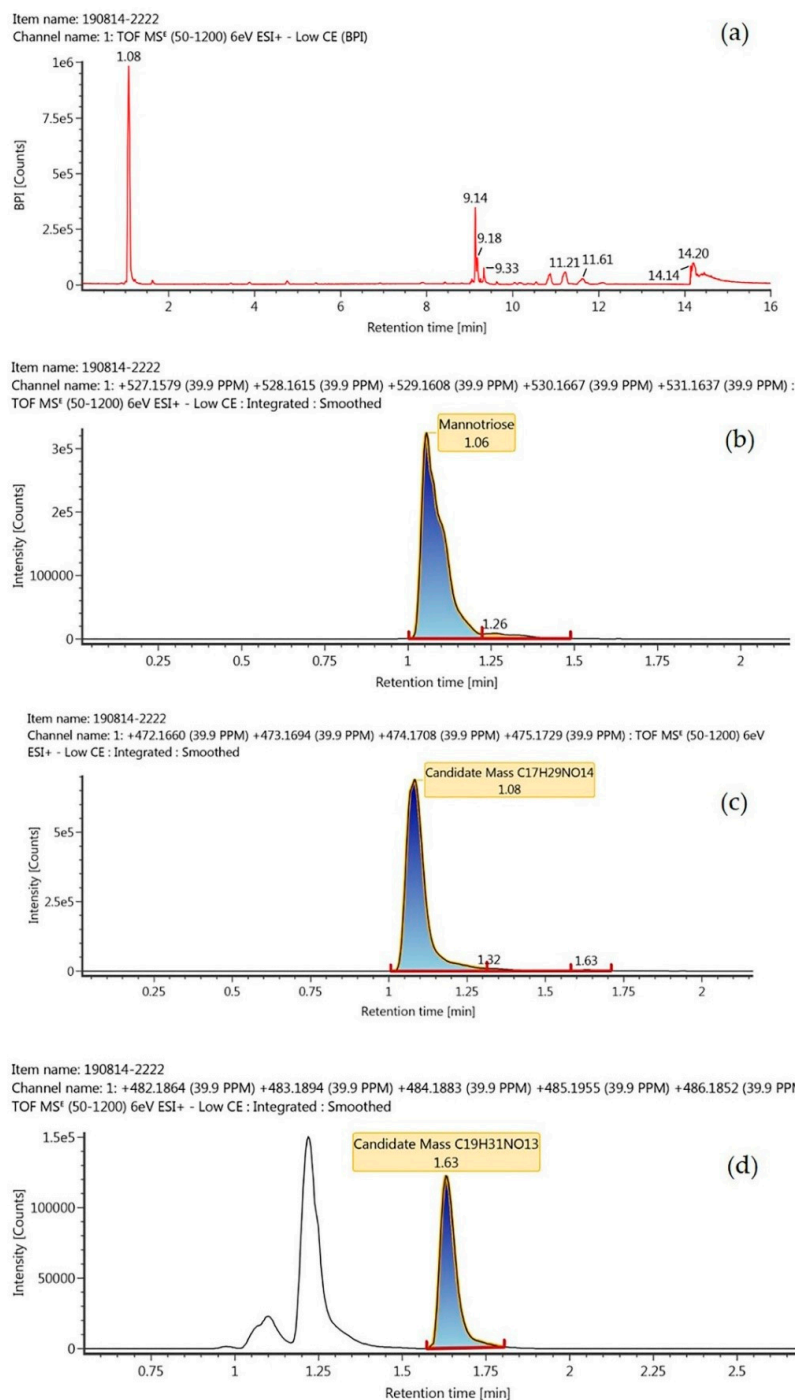 Item name: 190814-2222
Channel name: 1: TOF MSᴱ (50-1200) 6eV ESI+ - Low CE (BPI)
(a)
1e6
7.5e5
5e5
2.5e5
0
BPI [Counts]
1.08
9.14
9.18
9.33
11.21
11.61
14.14
14.20
2
4
6
8
10
12
14
16
Retention time [min]
Item name: 190814-2222
Channel name: 1: +527.1579 (39.9 PPM) +528.1615 (39.9 PPM) +529.1608 (39.9 PPM) +530.1667 (39.9 PPM) +531.1637 (39.9 PPM) :
TOF MSᴱ (50-1200) 6eV ESI+ - Low CE : Integrated : Smoothed
(b)
Mannotriose
1.06
3e5
2e5
100000
0
Intensity [Counts]
1.26
0.25
0.5
0.75
1
1.25
1.5
1.75
2
Retention time [min]
Item name: 190814-2222
Channel name: 1: +472.1660 (39.9 PPM) +473.1694 (39.9 PPM) +474.1708 (39.9 PPM) +475.1729 (39.9 PPM) : TOF MSᴱ (50-1200) 6eV
ESI+ - Low CE : Integrated : Smoothed
(c)
Candidate Mass C17H29NO14
1.08
5e5
2.5e5
0
Intensity [Counts]
1.32
1.63
0.25
0.5
0.75
1
1.25
1.5
1.75
2
Retention time [min]
Item name: 190814-2222
Channel name: 1: +482.1864 (39.9 PPM) +483.1894 (39.9 PPM) +484.1883 (39.9 PPM) +485.1955 (39.9 PPM) +486.1852 (39.9 PPM
TOF MSᴱ (50-1200) 6eV ESI+ - Low CE : Integrated : Smoothed
(d)
Candidate Mass C19H31NO13
1.63
1.5e5
100000
50000
0
Intensity [Counts]
0.75
1
1.25
1.5
1.75
2
2.25
2.5
Retention time [min]